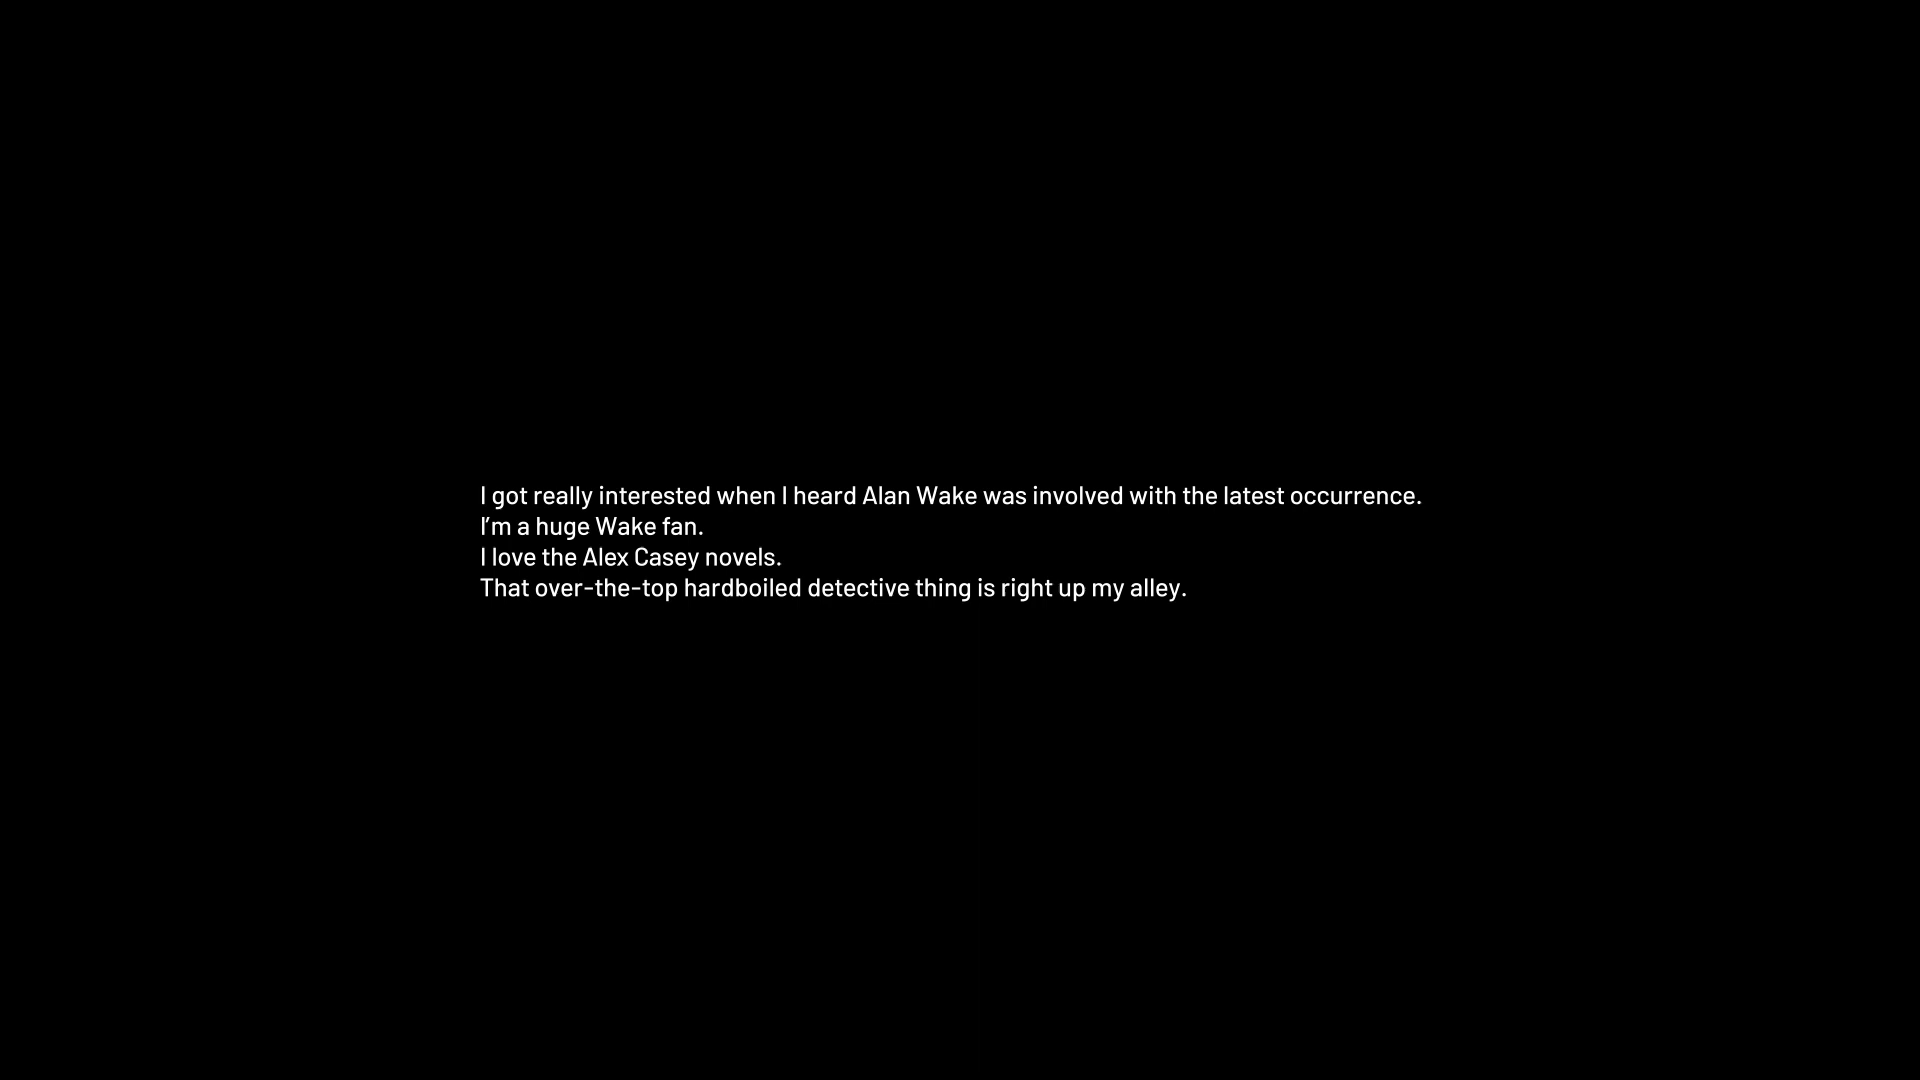 I got really interested when I heard Alan Wake was involved with the latest occurrence.
I’m a huge Wake fan.
I love the Alex Casey novels.
That over-the-top hardboiled detective thing is right up my alley.